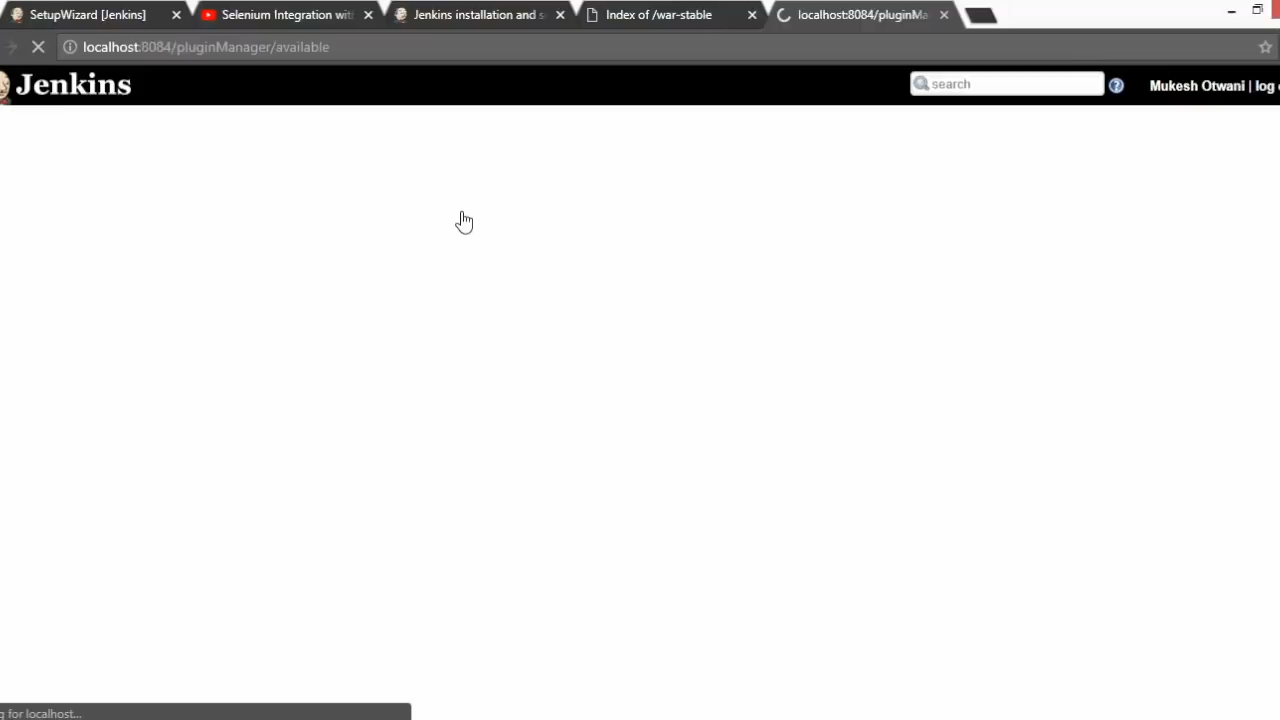 SetupWizard [Jenkins]
Selenium Integration wit
Jenkins installation and s
Index of /war-stable
localhost:8084/pluginMa
localhost:8084/pluginManager/available
Jenkins
search
Mukesh Otwani | log
g for localhost...